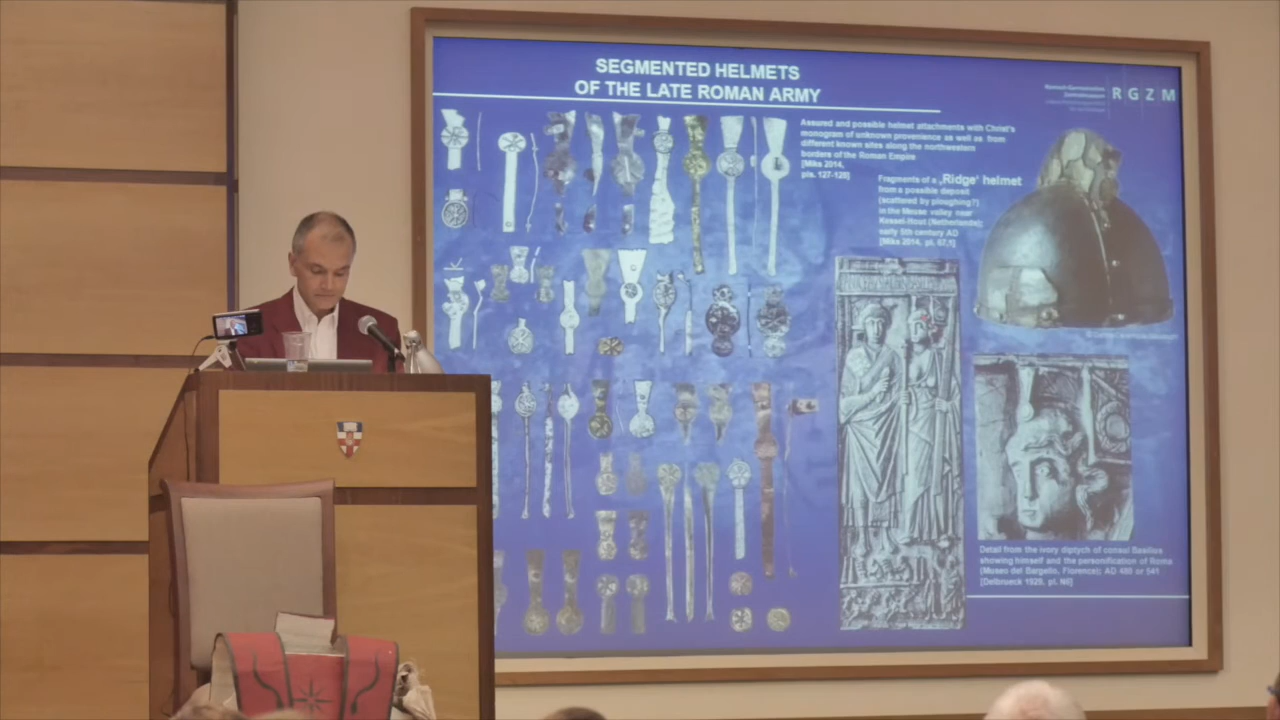 SEGMENTED HELMETS
OF THE LATE ROMAN ARMY
RGZM
Assured and possible helmet attachments with Christ's
monogram of unknown provenience as well as from
different known sites along the northwestern
borders of the Roman Empire
[Miks 2014,
pls. 127-128]
Fragments of a ‚Ridge' helmet
from a possible deposit
(scattered by ploughing?)
in the Meuse valley near
Kessel-Hout (Netherlands);
early 5th century AD
[Miks 2014, pl. 67,1]
Detail from the ivory diptych of consul Basilius
showing himself and the personification of Roma
(Museo del Bargello, Florence); AD 480 or 541
[Delbrueck 1929, pl. N6]